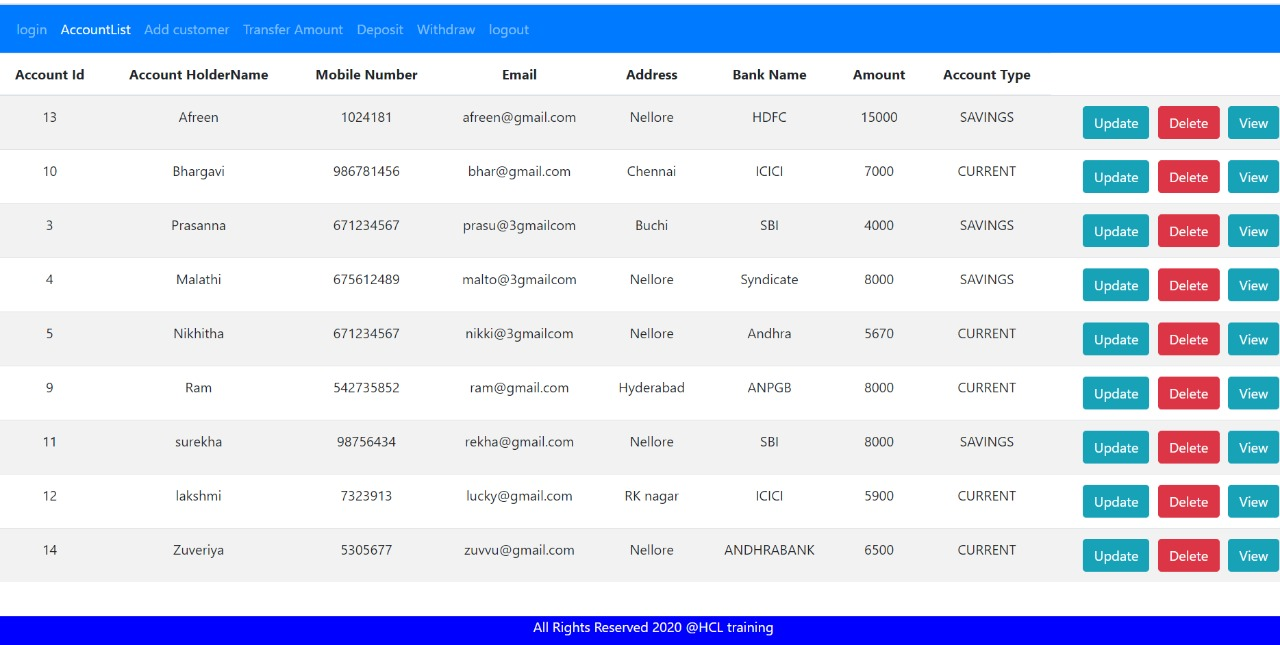 login AccountList Add customer Transfer Amount Deposit Withdraw logout
Account Id Account HolderName Mobile Number Email Address Bank Name Amount Account Type
13 Afreen 1024181 afreen@gmail.com Nellore HDFC 15000 SAVINGS Update Delete View
10 Bhargavi 986781456 bhar@gmail.com Chennai ICICI 7000 CURRENT Update Delete View
3 Prasanna 671234567 prasu@3gmailcom Buchi SBI 4000 SAVINGS Update Delete View
4 Malathi 675612489 malto@3gmailcom Nellore Syndicate 8000 SAVINGS Update Delete View
5 Nikhitha 671234567 nikki@3gmailcom Nellore Andhra 5670 CURRENT Update Delete View
9 Ram 542735852 ram@gmail.com Hyderabad ANPGB 8000 CURRENT Update Delete View
11 surekha 98756434 rekha@gmail.com Nellore SBI 8000 SAVINGS Update Delete View
12 lakshmi 7323913 lucky@gmail.com RK nagar ICICI 5900 CURRENT Update Delete View
14 Zuveriya 5305677 zuvvu@gmail.com Nellore ANDHRABANK 6500 CURRENT Update Delete View
All Rights Reserved 2020 @HCL training